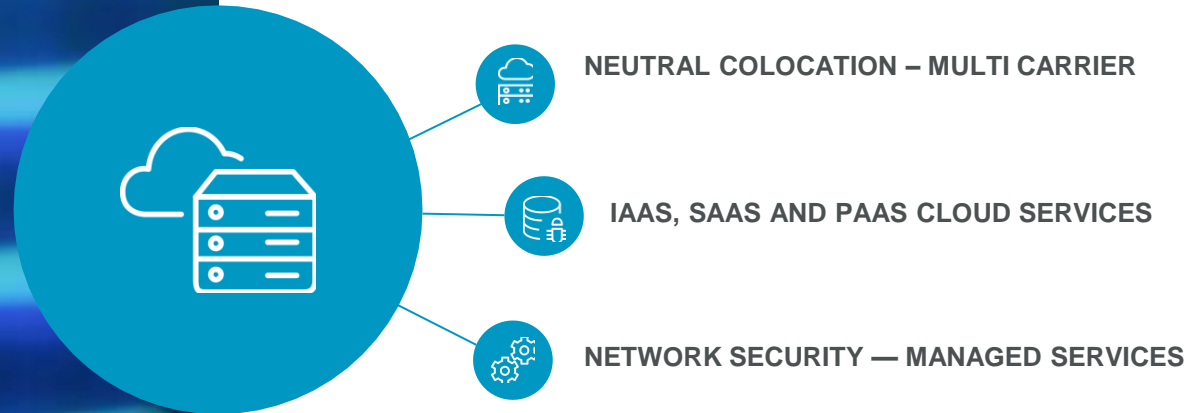 NEUTRAL COLOCATION – MULTI CARRIER
IAAS, SAAS AND PAAS CLOUD SERVICES
NETWORK SECURITY — MANAGED SERVICES